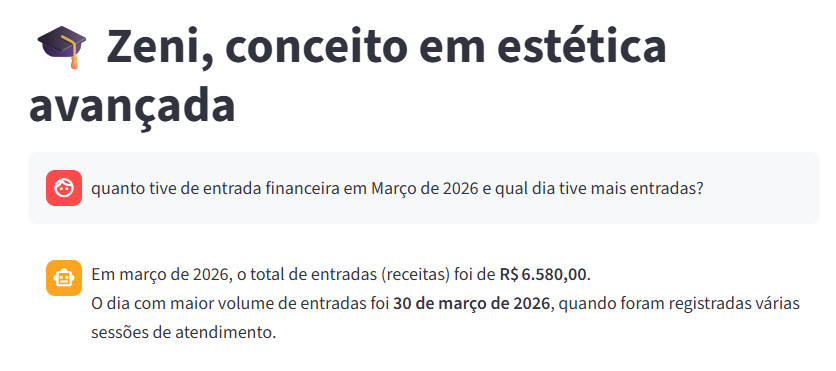 Zeni, conceito em estética
avançada
quanto tive de entrada financeira em Março de 2026 e qual dia tive mais entradas?
Em março de 2026, o total de entradas (receitas) foi de R$ 6.580,00.
O dia com maior volume de entradas foi 30 de março de 2026, quando foram registradas várias
sessões de atendimento.